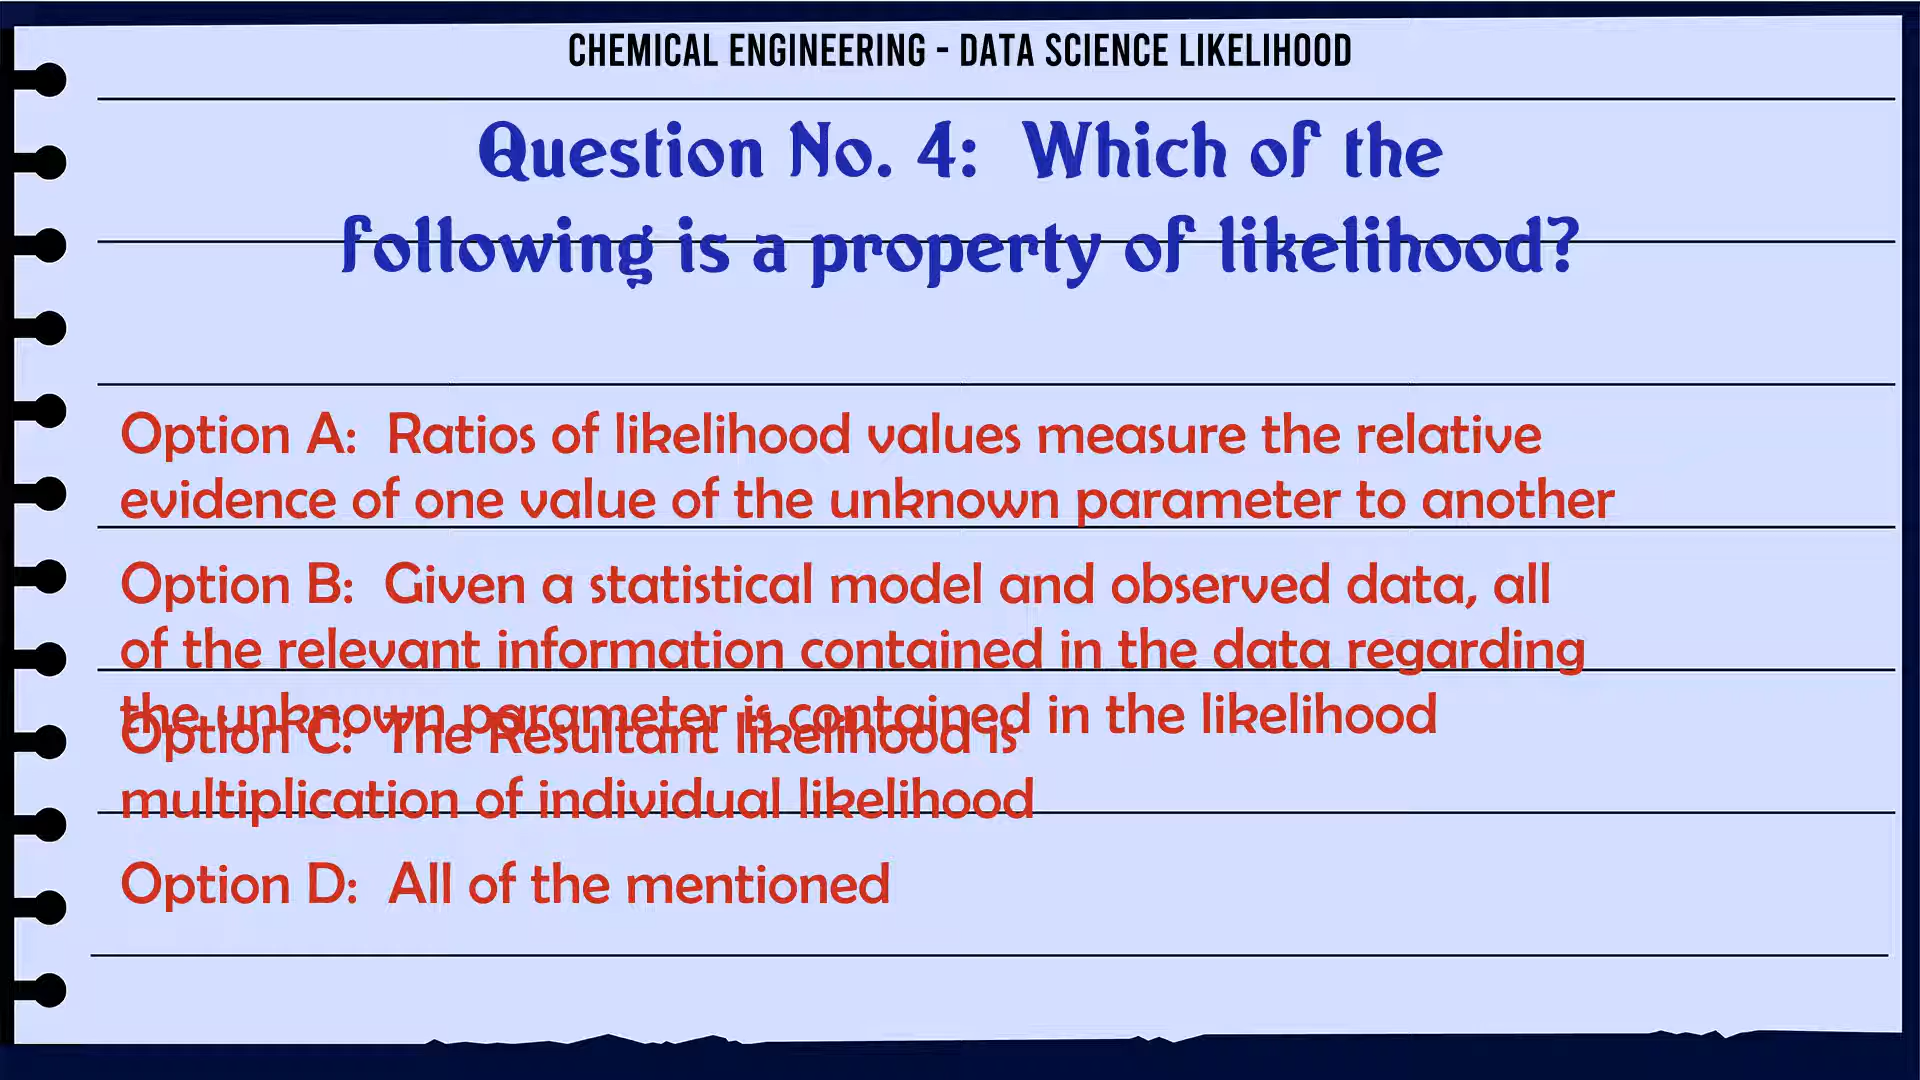 CHEMICAL ENGINEERING - DATA SCIENCE LIKELIHOOD
Question No. 4: Which of the
following is a property of likelihood?
Option A: Ratios of likelihood values measure the relative
evidence of one value of the unknown parameter to another
Option B: Given a statistical model and observed data, all
of the relevant information contained in the data regarding
the unknown parameter is contained in the likelihood
Option C: The Resultant likelihood is
multiplication of individual likelihood
Option D: All of the mentioned